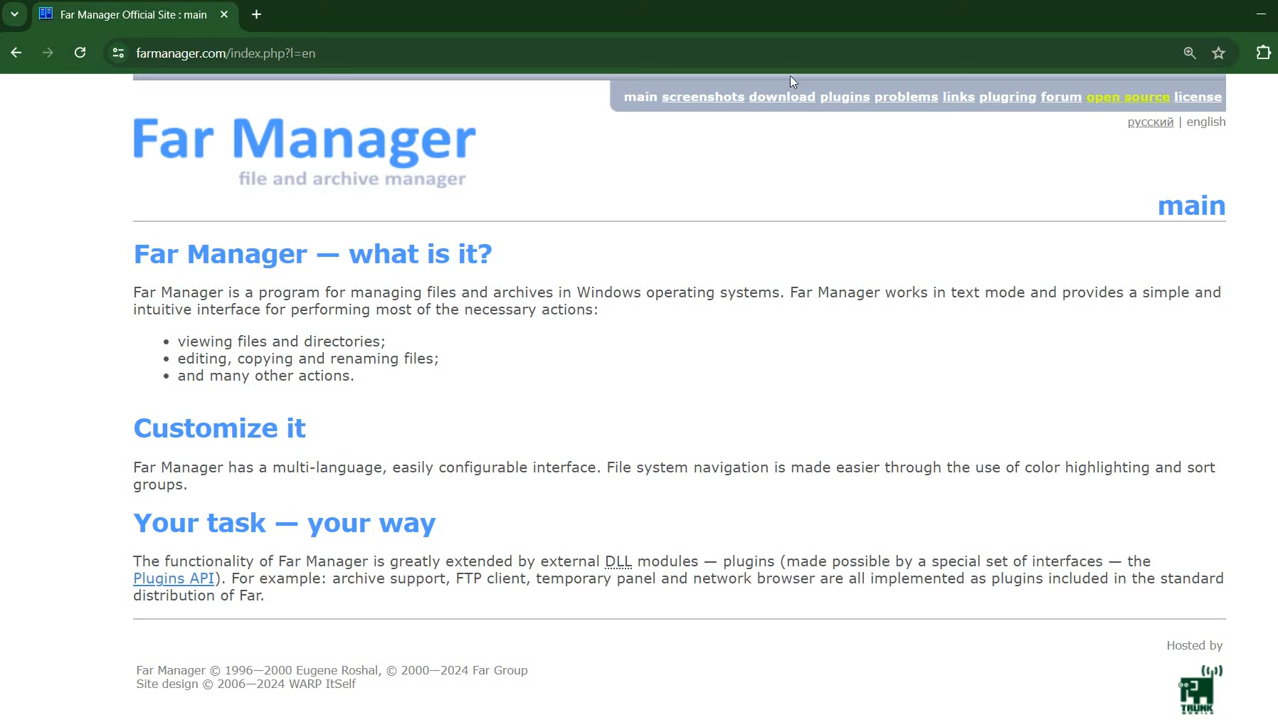 Far Manager Official Site : main
farmanager.com/index.php?l=en
main screenshots download plugins problems links plugring forum open source license
русский | english
Far Manager
file and archive manager
main
Far Manager — what is it?
Far Manager is a program for managing files and archives in Windows operating systems. Far Manager works in text mode and provides a simple and
intuitive interface for performing most of the necessary actions:
• viewing files and directories;
• editing, copying and renaming files;
• and many other actions.
Customize it
Far Manager has a multi-language, easily configurable interface. File system navigation is made easier through the use of color highlighting and sort
groups.
Your task — your way
The functionality of Far Manager is greatly extended by external DLL modules — plugins (made possible by a special set of interfaces — the
Plugins API). For example: archive support, FTP client, temporary panel and network browser are all implemented as plugins included in the standard
distribution of Far.
Hosted by
Far Manager © 1996—2000 Eugene Roshal, © 2000—2024 Far Group
Site design © 2006—2024 WARP ItSelf
TRUNK
MOBILE